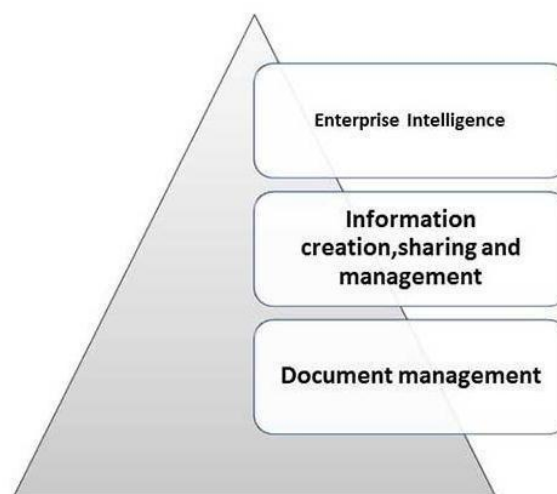 Enterprise Intelligence
Information
creation,sharing and
management
Document management